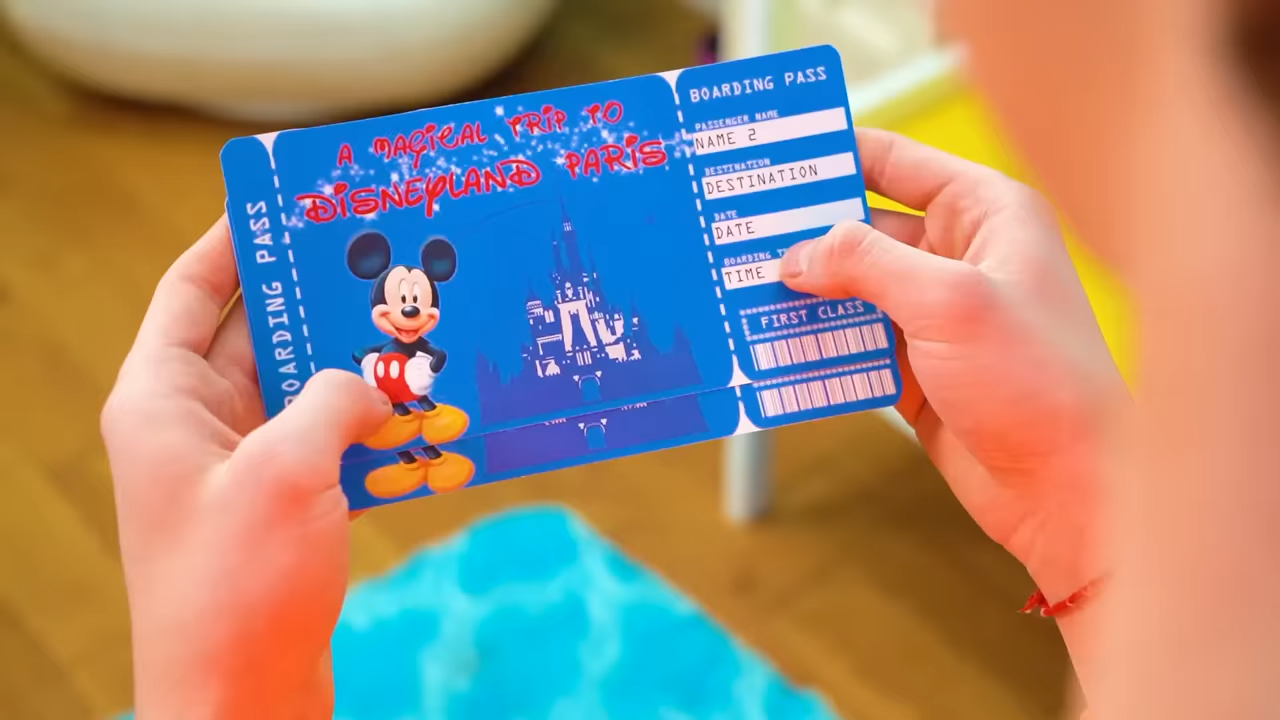 BOARDING PASS
A MAGICAL TRIP TO
DISNEYLAND PARIS
BOARDING PASS
PASSENGER NAME
NAME 2
DESTINATION
DESTINATION
DATE
DATE
BOARDING
TIME
FIRST CLASS